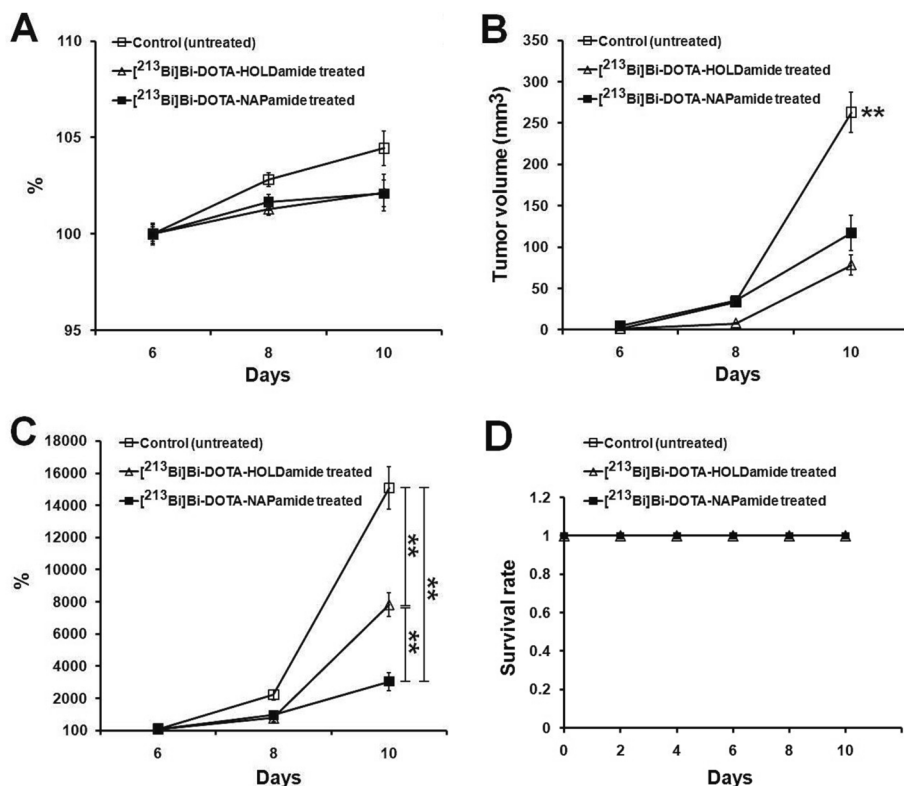 A
110
105
100
95
%
6 8 10
Days
Control (untreated)
[²¹³Bi]Bi-DOTA-HOLDamide treated
[²¹³Bi]Bi-DOTA-NAPamide treated
B
350
300
250
200
150
100
50
0
Tumor volume (mm³)
6 8 10
Days
Control (untreated)
[²¹³Bi]Bi-DOTA-HOLDamide treated
[²¹³Bi]Bi-DOTA-NAPamide treated
**
C
18000
16000
14000
12000
10000
8000
6000
4000
2000
100
%
6 8 10
Days
Control (untreated)
[²¹³Bi]Bi-DOTA-HOLDamide treated
[²¹³Bi]Bi-DOTA-NAPamide treated
**
**
**
D
Control (untreated)
[²¹³Bi]Bi-DOTA-HOLDamide treated
[²¹³Bi]Bi-DOTA-NAPamide treated
1.2
1
0.8
0.6
0.4
0.2
0
Survival rate
0 2 4 6 8 10
Days